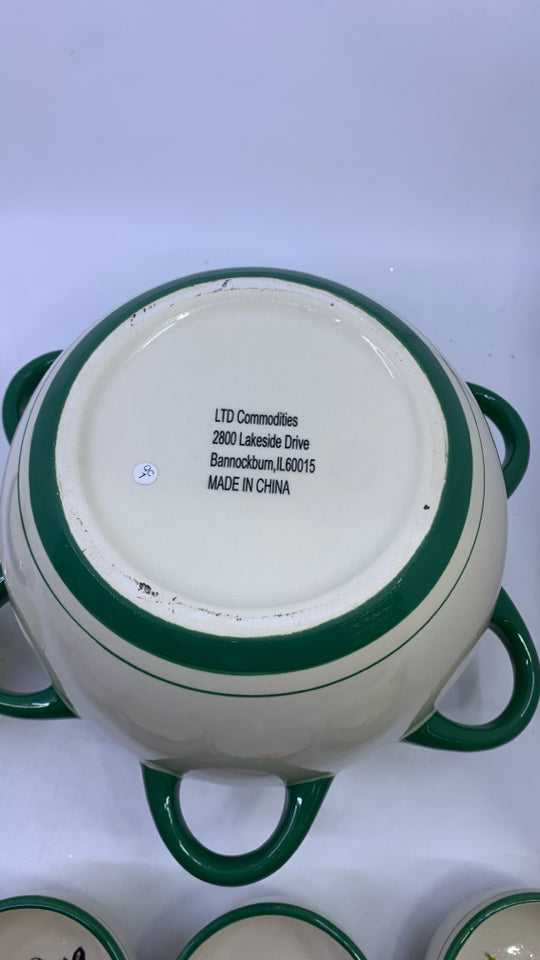 LTD Commodities
2800 Lakeside Drive
Bannockburn,IL60015
MADE IN CHINA